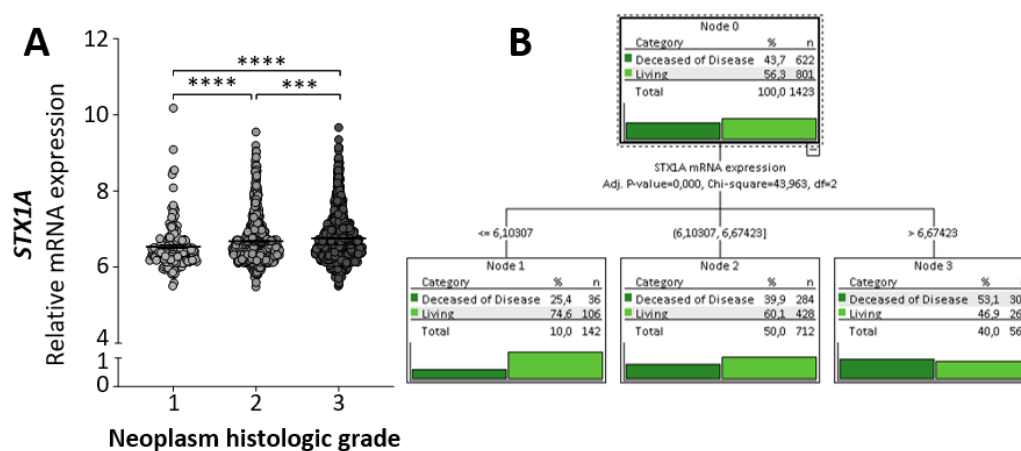 A
12
10
8
6
4
1
0
STX1A
Relative mRNA expression
****
**** ***
1 2 3
Neoplasm histologic grade
B
Node 0
Category % n
Deceased of Disease 43,7 622
Living 56,3 801
Total 100,0 1423
STX1A mRNA expression
Adj. P-value=0,000, Chi-square=43,963, df=2
<= 6,10307
(6,10307, 6,67423]
> 6,67423
Node 1
Category % n
Deceased of Disease 25,4 36
Living 74,6 106
Total 10,0 142
Node 2
Category % n
Deceased of Disease 39,9 284
Living 60,1 428
Total 50,0 712
Node 3
Category % n
Deceased of Disease 53,1 30
Living 46,9 26
Total 40,0 56